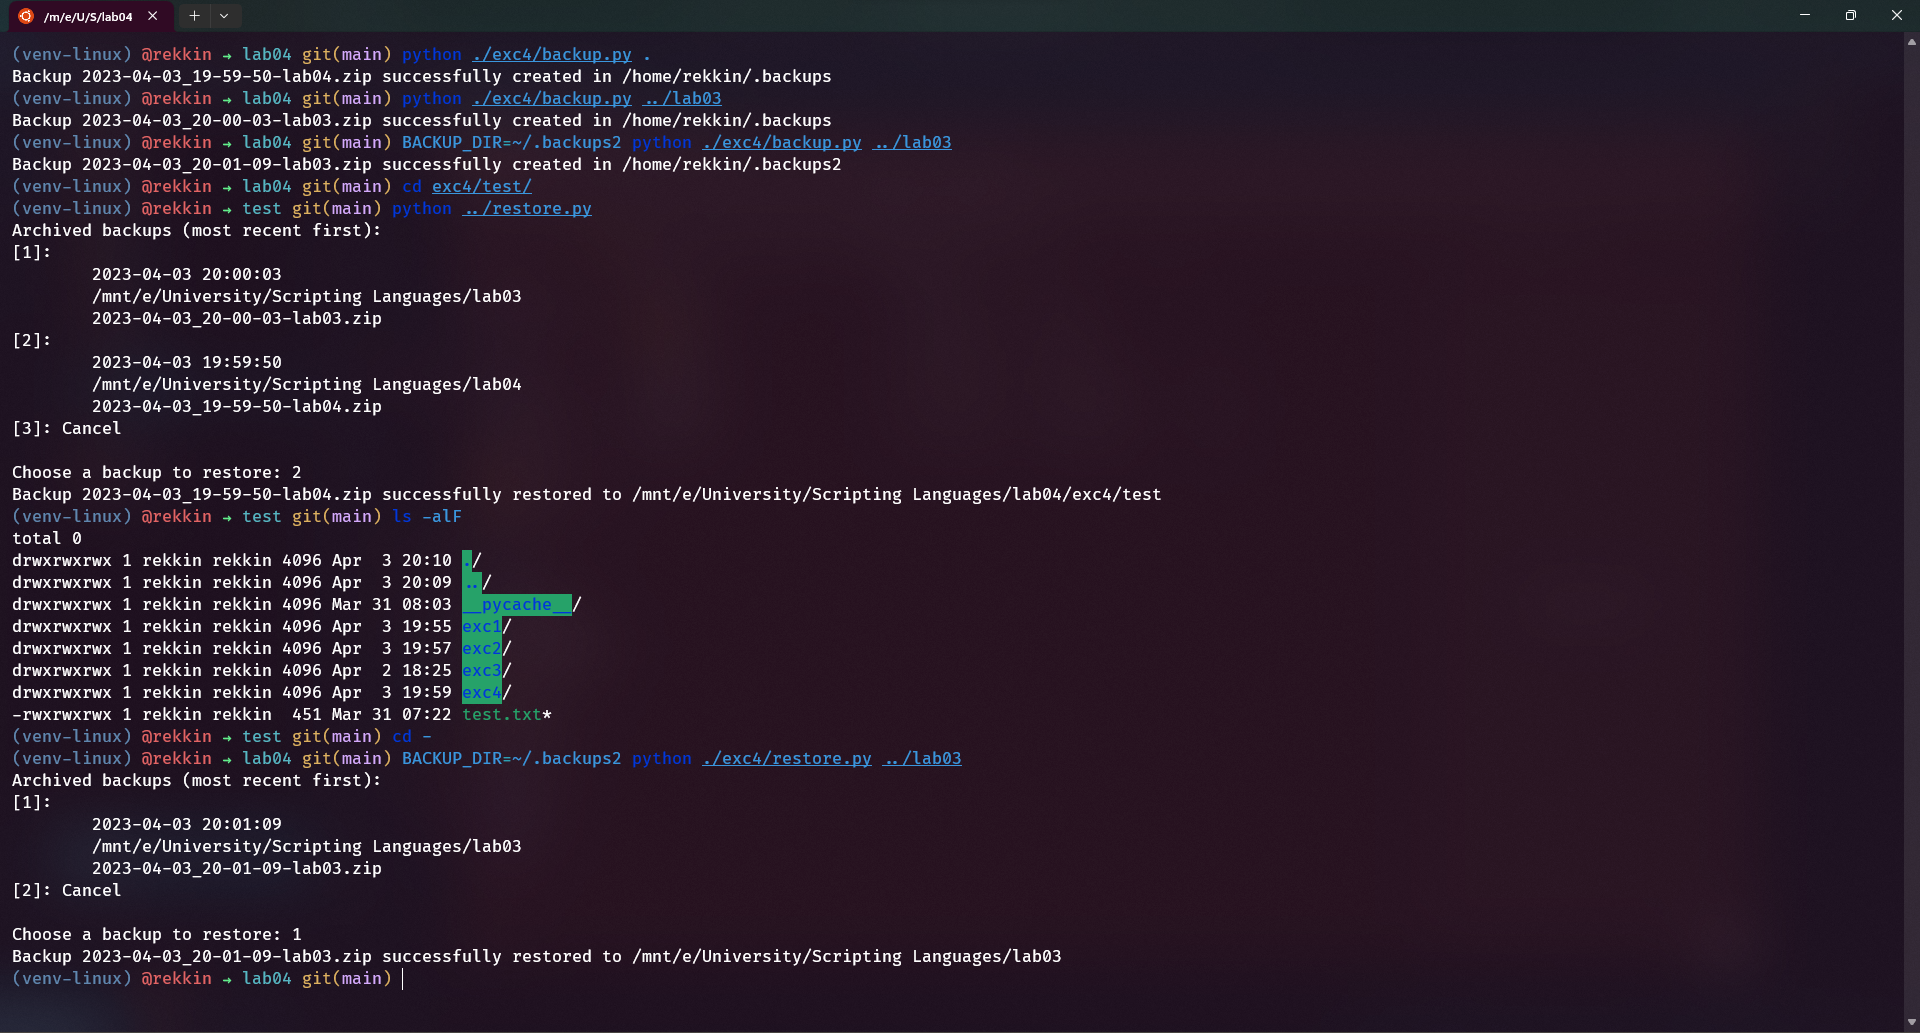 /m/e/U/S/lab04
(venv-linux) @rekkin → lab04 git(main) python ./exc4/backup.py .
Backup 2023-04-03_19-59-50-lab04.zip successfully created in /home/rekkin/.backups
(venv-linux) @rekkin → lab04 git(main) python ./exc4/backup.py ../lab03
Backup 2023-04-03_20-00-03-lab03.zip successfully created in /home/rekkin/.backups
(venv-linux) @rekkin → lab04 git(main) BACKUP_DIR=~/.backups2 python ./exc4/backup.py ../lab03
Backup 2023-04-03_20-01-09-lab03.zip successfully created in /home/rekkin/.backups2
(venv-linux) @rekkin → lab04 git(main) cd exc4/test/
(venv-linux) @rekkin → test git(main) python ../restore.py
Archived backups (most recent first):
[1]:
2023-04-03 20:00:03
/mnt/e/University/Scripting Languages/lab03
2023-04-03_20-00-03-lab03.zip
[2]:
2023-04-03 19:59:50
/mnt/e/University/Scripting Languages/lab04
2023-04-03_19-59-50-lab04.zip
[3]: Cancel
Choose a backup to restore: 2
Backup 2023-04-03_19-59-50-lab04.zip successfully restored to /mnt/e/University/Scripting Languages/lab04/exc4/test
(venv-linux) @rekkin → test git(main) ls -alF
total 0
drwxrwxrwx 1 rekkin rekkin 4096 Apr  3 20:10 ./
drwxrwxrwx 1 rekkin rekkin 4096 Apr  3 20:09 ../
drwxrwxrwx 1 rekkin rekkin 4096 Mar 31 08:03 __pycache__/
drwxrwxrwx 1 rekkin rekkin 4096 Apr  3 19:55 exc1/
drwxrwxrwx 1 rekkin rekkin 4096 Apr  3 19:57 exc2/
drwxrwxrwx 1 rekkin rekkin 4096 Apr  2 18:25 exc3/
drwxrwxrwx 1 rekkin rekkin 4096 Apr  3 19:59 exc4/
-rwxrwxrwx 1 rekkin rekkin  451 Mar 31 07:22 test.txt*
(venv-linux) @rekkin → test git(main) cd -
(venv-linux) @rekkin → lab04 git(main) BACKUP_DIR=~/.backups2 python ./exc4/restore.py ../lab03
Archived backups (most recent first):
[1]:
2023-04-03 20:01:09
/mnt/e/University/Scripting Languages/lab03
2023-04-03_20-01-09-lab03.zip
[2]: Cancel
Choose a backup to restore: 1
Backup 2023-04-03_20-01-09-lab03.zip successfully restored to /mnt/e/University/Scripting Languages/lab03
(venv-linux) @rekkin → lab04 git(main)